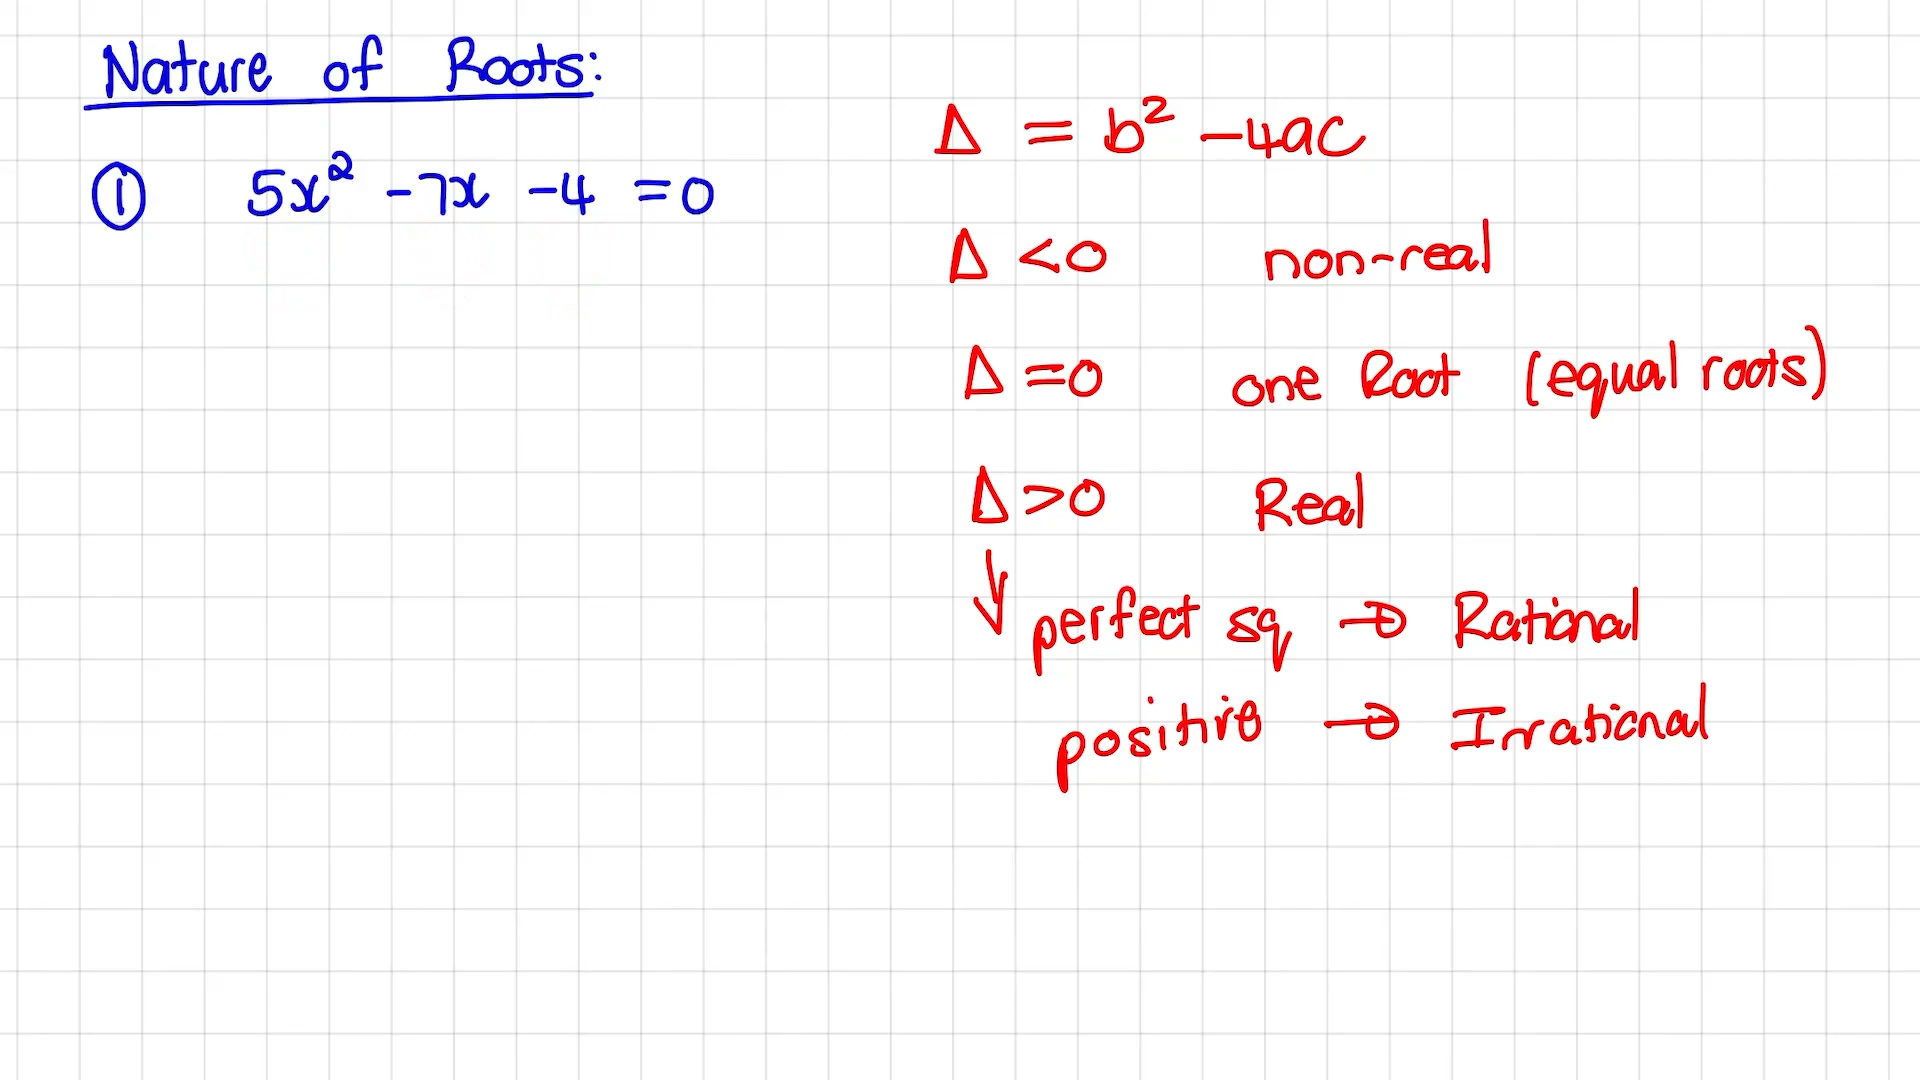 Nature of Roots:
① 5x² -7x -4 =0
Δ = b² -4ac
Δ <0 non-real
Δ =0 one Root (equal roots)
Δ >0 Real
perfect sq → Rational
positive → Irrational